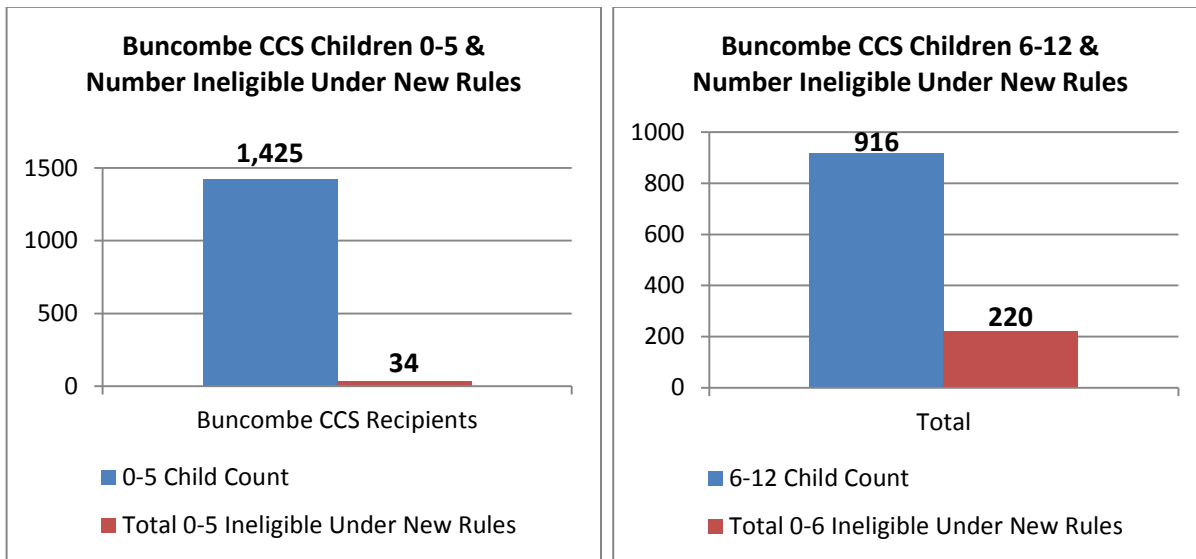 Buncombe CCS Children 0-5 &
Number Ineligible Under New Rules
1,425
1500
1000
500
34
0
Buncombe CCS Recipients
0-5 Child Count
Total 0-5 Ineligible Under New Rules
Buncombe CCS Children 6-12 &
Number Ineligible Under New Rules
1000
916
800
600
400
220
200
0
Total
6-12 Child Count
Total 0-6 Ineligible Under New Rules